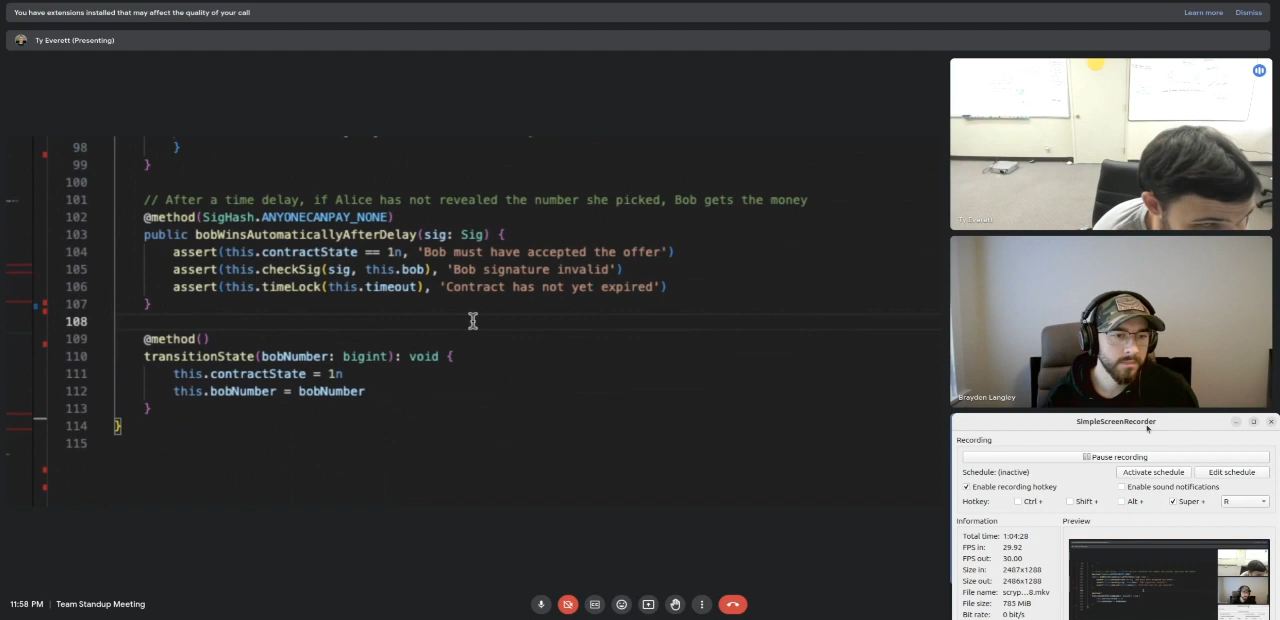 You have extensions installed that may affect the quality of your call
Learn more
Dismiss
Ty Everett (Presenting)
98 }
99 }
100
101 // After a time delay, if Alice has not revealed the number she picked, Bob gets the money
102 @method(SigHash.ANYONECANPAY_NONE)
103 public bobWinsAutomaticallyAfterDelay(sig: Sig) {
104 assert(this.contractState == 1n, 'Bob must have accepted the offer')
105 assert(this.checkSig(sig, this.bob), 'Bob signature invalid')
106 assert(this.timeLock(this.timeout), 'Contract has not yet expired')
107 }
108
109 @method()
110 transitionState(bobNumber: bigint): void {
111 this.contractState = 1n
112 this.bobNumber = bobNumber
113 }
114 }
115
Ty Everett
Brayden Langley
SimpleScreenRecorder
Recording
Pause recording
Schedule: (inactive)
Activate schedule
Edit schedule
Enable recording hotkey
Enable sound notifications
Hotkey: Ctrl + Shift + Alt + Super + R
Information
Preview
Total time: 1:04:28
FPS in: 29.92
FPS out: 30.00
Size in: 2487x1288
Size out: 2486x1288
File name: scryp...8.mkv
File size: 785 MiB
Bit rate: 0 bit/s
11:58 PM | Team Standup Meeting